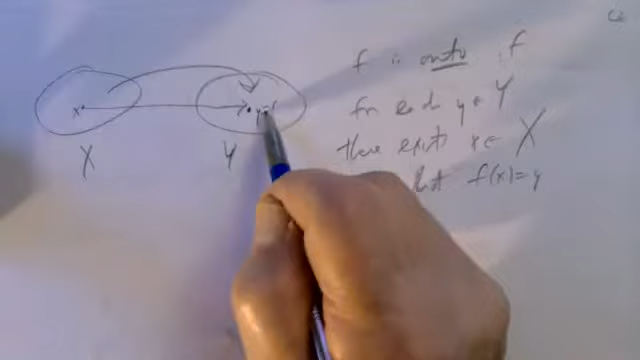 f is onto if
for each y ∈ Y
there exists x ∈ X
that f(x)=y
x
X
Y